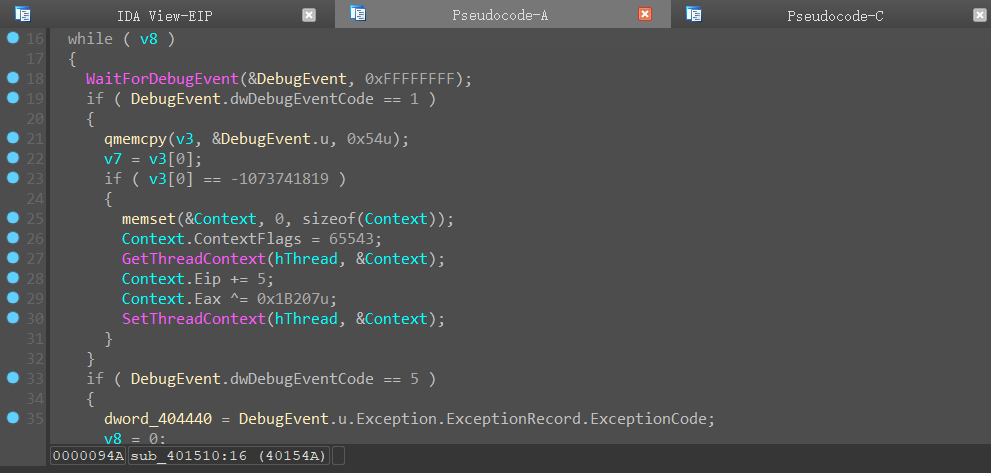 IDA View-EIP Pseudocode-A Pseudocode-C
16 while ( v8 )
17 {
18 WaitForDebugEvent(&DebugEvent, 0xFFFFFFFF);
19 if ( DebugEvent.dwDebugEventCode == 1 )
20 {
21 qmemcpy(v3, &DebugEvent.u, 0x54u);
22 v7 = v3[0];
23 if ( v3[0] == -1073741819 )
24 {
25 memset(&Context, 0, sizeof(Context));
26 Context.ContextFlags = 65543;
27 GetThreadContext(hThread, &Context);
28 Context.Eip += 5;
29 Context.Eax ^= 0x1B207u;
30 SetThreadContext(hThread, &Context);
31 }
32 }
33 if ( DebugEvent.dwDebugEventCode == 5 )
34 {
35 dword_404440 = DebugEvent.u.Exception.ExceptionRecord.ExceptionCode;
v8 = 0;
0000094A sub_401510:16 (40154A)